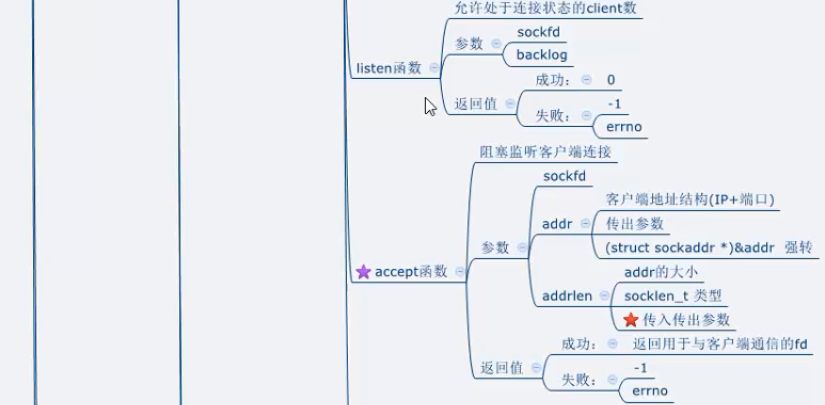 允许处于连接状态的client数
listen函数
参数
sockfd
backlog
返回值
成功： 0
失败：
-1
errno
accept函数
阻塞监听客户端连接
参数
sockfd
addr
客户端地址结构(IP+端口)
传出参数
(struct sockaddr *)&addr 强转
addrlen
addr的大小
socklen_t 类型
传入传出参数
返回值
成功： 返回用于与客户端通信的fd
失败：
-1
errno